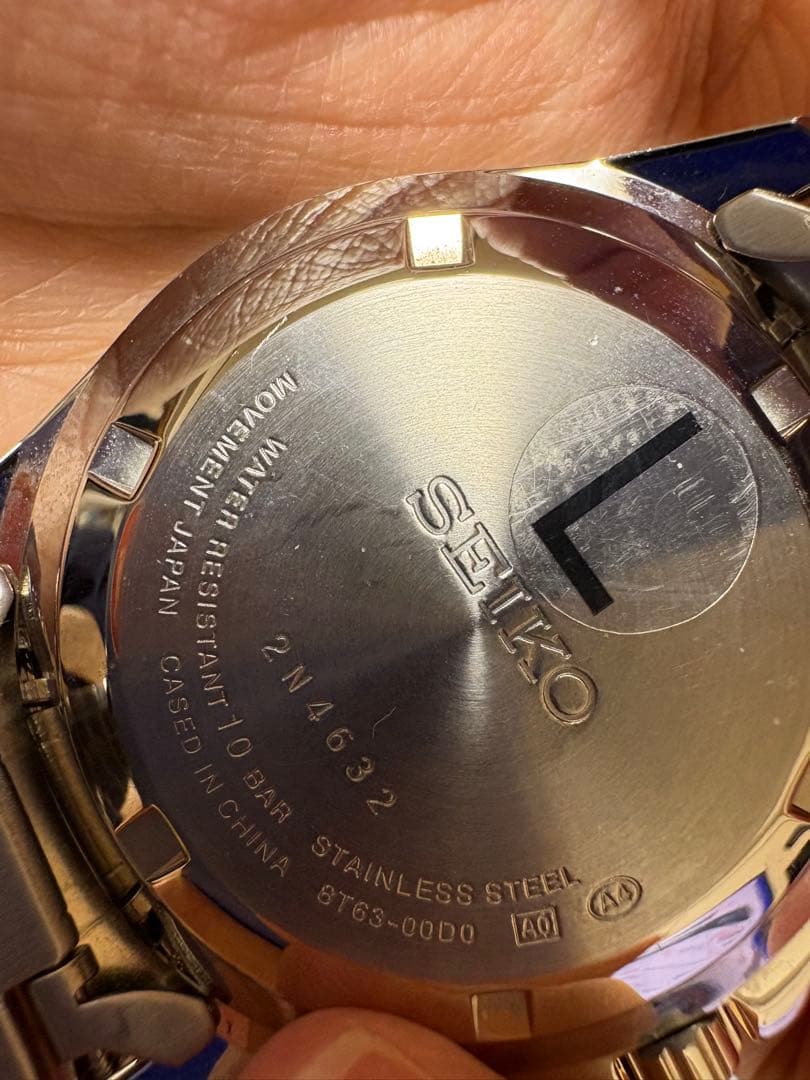 L
SEIKO
2N4632
WATER RESISTANT 10 BAR STAINLESS STEEL
MOVEMENT JAPAN CASED IN CHINA 8T63-00D0 A0 A4